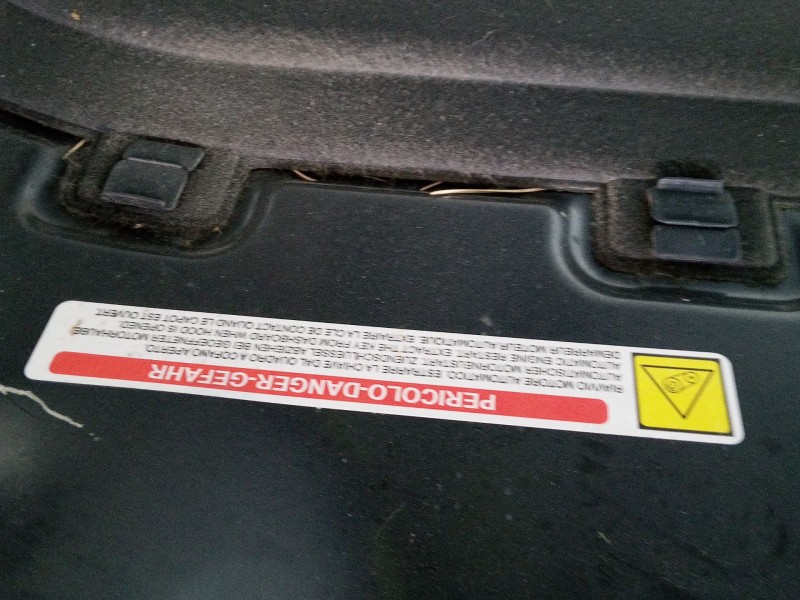 PERICOLO-DANGER-GEFAHR
RIAVVIO MOTORE AUTOMATICO. ESTRARRE LA CHIAVE DAL QUADRO A COFANO APERTO.
AUTOMATISCHER MOTORSTART. ZUENDSCHLUESSEL ABZIEHEN BEI GEOEFFNETER MOTORHAUBE.
AUTOMATIC ENGINE RESTART. EXTRACT THE KEY FROM DASHBOARD WHEN HOOD IS OPENED.
DEMARREUR MOTEUR AUTOMATIQUE. EXTRAIRE LA CLE DE CONTACT QUAND LE CAPOT EST OUVERT.